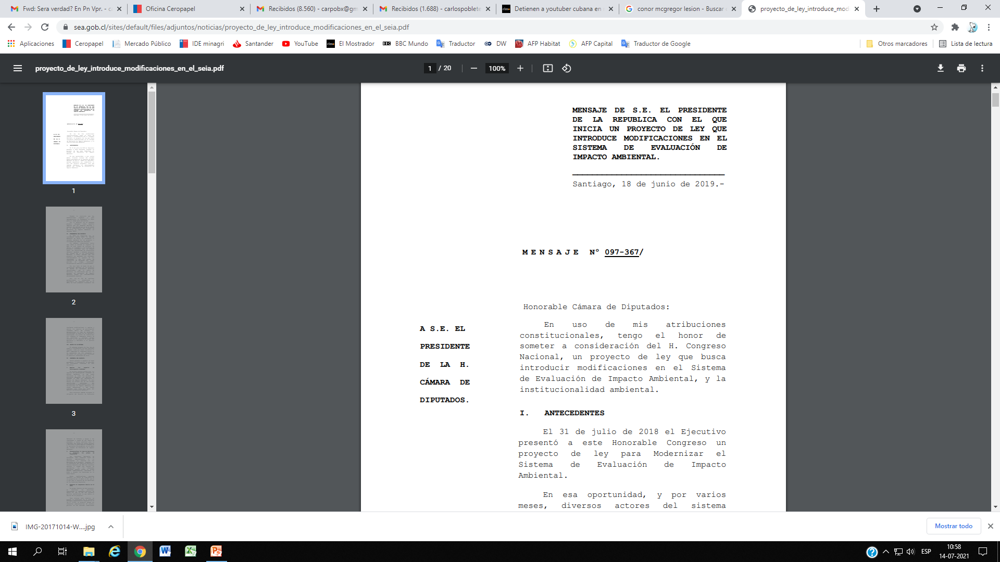 Fwd: Sera verdad? En Pn Vpr. - c
Oficina Ceropapel
Recibidos (8.560) - carpobx@gm
Recibidos (1.688) - carlospoblete
Detienen a youtuber cubana en
conor mcgregor lesion - Buscar
proyecto_de_ley_introduce_mod
sea.gob.cl/sites/default/files/adjuntos/noticias/proyecto_de_ley_introduce_modificaciones_en_el_seia.pdf
Aplicaciones
Ceropapel
Mercado Público
IDE minagri
Santander
YouTube
El Mostrador
BBC Mundo
Traductor
DW
AFP Habitat
AFP Capital
Traductor de Google
Otros marcadores
Lista de lectura
proyecto_de_ley_introduce_modificaciones_en_el_seia.pdf
1 / 20
100%
1
2
3
MENSAJE DE S.E. EL PRESIDENTE
DE LA REPUBLICA CON EL QUE
INICIA UN PROYECTO DE LEY QUE
INTRODUCE MODIFICACIONES EN EL
SISTEMA DE EVALUACIÓN DE
IMPACTO AMBIENTAL.
Santiago, 18 de junio de 2019.-
M E N S A J E Nº 097-367/
Honorable Cámara de Diputados:
A S.E. EL
PRESIDENTE
DE LA H.
CÁMARA DE
DIPUTADOS.
En uso de mis atribuciones
constitucionales, tengo el honor de
someter a consideración del H. Congreso
Nacional, un proyecto de ley que busca
introducir modificaciones en el Sistema
de Evaluación de Impacto Ambiental, y la
institucionalidad ambiental.
I. ANTECEDENTES
El 31 de julio de 2018 el Ejecutivo
presentó a este Honorable Congreso un
proyecto de ley para Modernizar el
Sistema de Evaluación de Impacto
Ambiental.
En esa oportunidad, y por varios
meses, diversos actores del sistema
IMG-20171014-W....jpg
Mostrar todo
ESP
10:58
14-07-2021